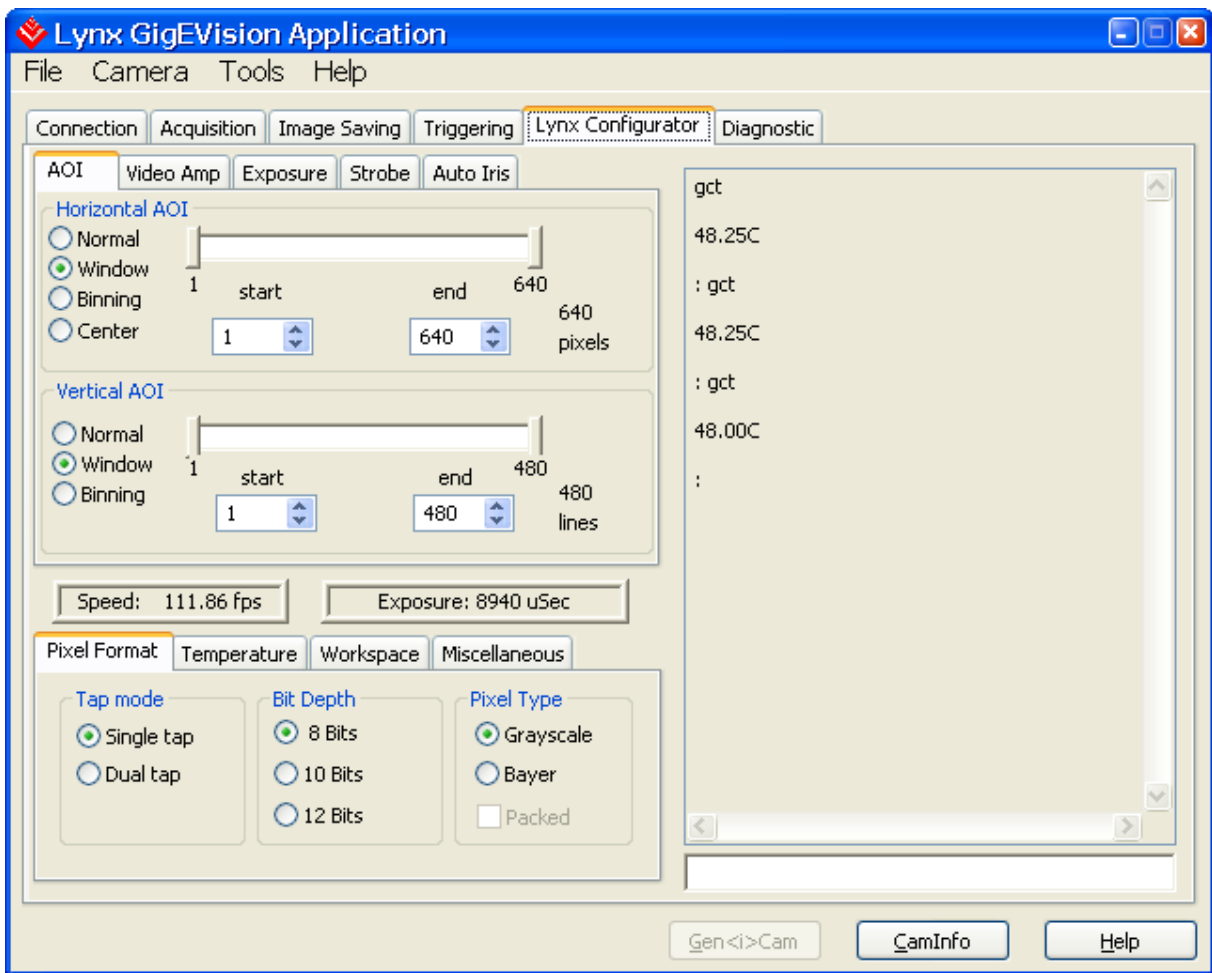 Lynx GigEVision Application
File Camera Tools Help
Connection Acquisition Image Saving Triggering Lynx Configurator Diagnostic
AOI Video Amp Exposure Strobe Auto Iris
Horizontal AOI
Normal
Window
Binning
Center
1 640
start end
1 640
640
pixels
Vertical AOI
Normal
Window
Binning
1 480
start end
1 480
480
lines
Speed: 111.86 fps Exposure: 8940 uSec
Pixel Format Temperature Workspace Miscellaneous
Tap mode
Single tap
Dual tap
Bit Depth
8 Bits
10 Bits
12 Bits
Pixel Type
Grayscale
Bayer
Packed
gct
48.25C
: gct
48.25C
: gct
48.00C
:
Gen<i>Cam CamInfo Help